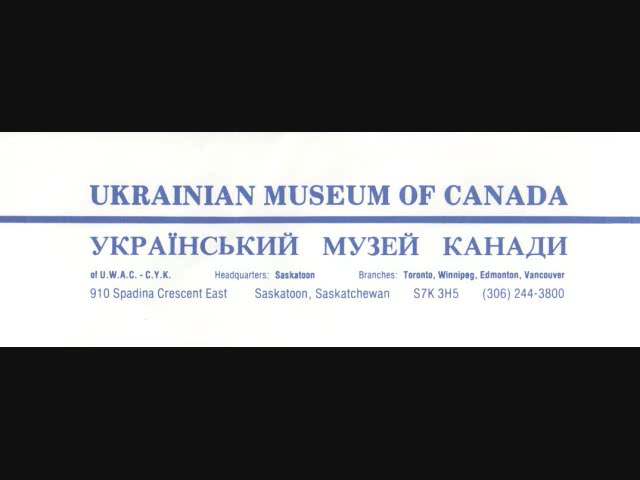 UKRAINIAN MUSEUM OF CANADA
УКРАЇНСЬКИЙ МУЗЕЙ КАНАДИ
of U.W.A.C. - C.Y.K. Headquarters: Saskatoon Branches: Toronto, Winnipeg, Edmonton, Vancouver
910 Spadina Crescent East Saskatoon, Saskatchewan S7K 3H5 (306) 244-3800